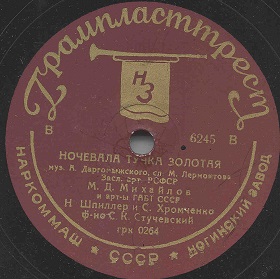 Грампласттрест
НЗ
В 6245 В
НОЧЕВАЛА ТУЧКА ЗОЛОТАЯ
муз. А. Даргомыжского, сл. М. Лермонтова
Засл. арт. РСФСР
М. Д. Михайлов
и арт-ы ГАБТ СССР
Н Шпиллер и С. Хромченко
ф-но С. К. Стучевский
грк 0264
НАРКОММАШ ★ СССР ★ НОГИНСКИЙ ЗАВОД